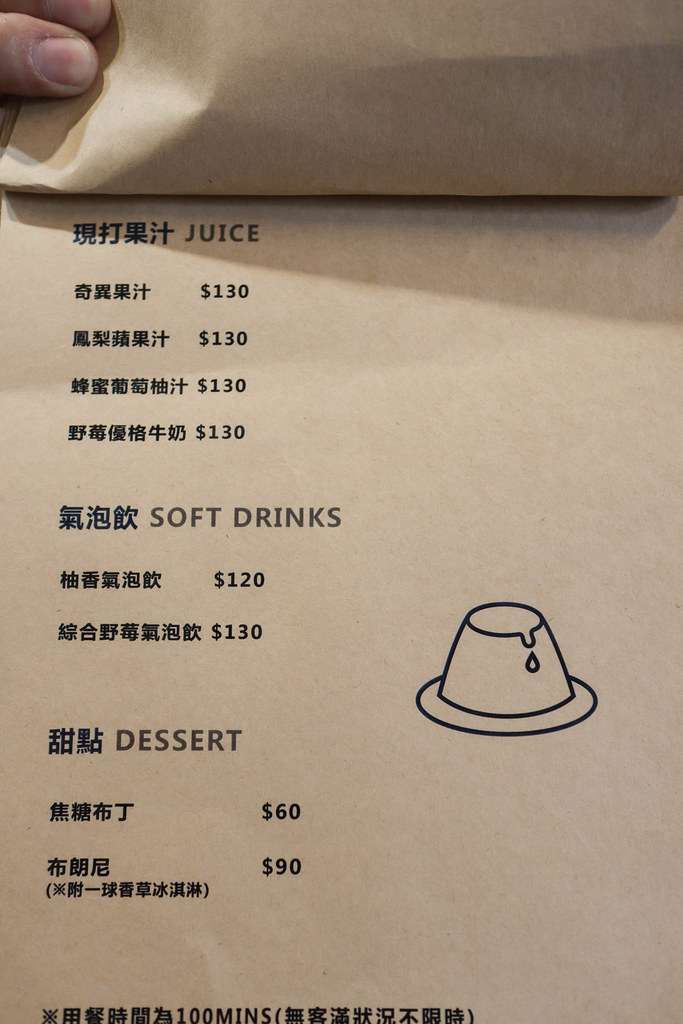 現打果汁 JUICE
奇異果汁 $130
鳳梨蘋果汁 $130
蜂蜜葡萄柚汁 $130
野莓優格牛奶 $130
氣泡飲 SOFT DRINKS
柚香氣泡飲 $120
綜合野莓氣泡飲 $130
甜點 DESSERT
焦糖布丁 $60
布朗尼 $90
(※附一球香草冰淇淋)
※用餐時間為100MINS(無客滿狀況不限時)